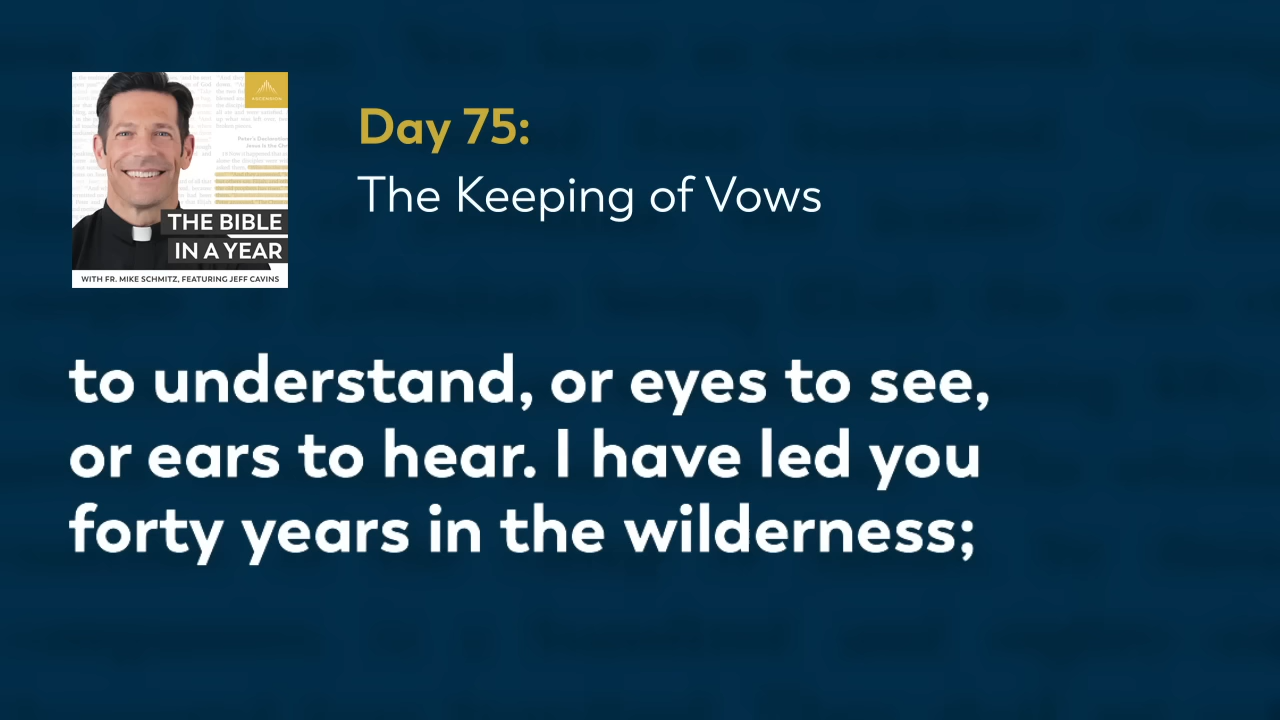 Day 75:
The Keeping of Vows
ASCENSION
THE BIBLE
IN A YEAR
WITH FR. MIKE SCHMITZ, FEATURING JEFF CAVINS
to understand, or eyes to see,
or ears to hear. I have led you
forty years in the wilderness;